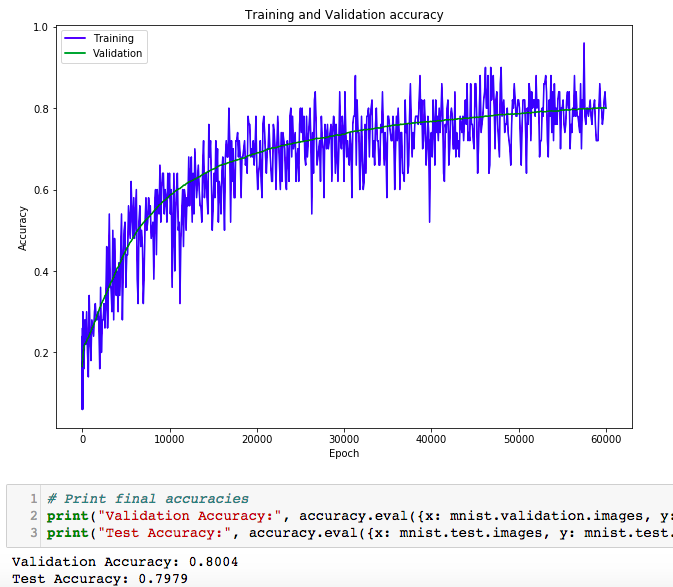 Training and Validation accuracy
Training
Validation
1.0
0.8
0.6
0.4
0.2
Accuracy
0 10000 20000 30000 40000 50000 60000
Epoch
1 # Print final accuracies
2 print("Validation Accuracy:", accuracy.eval({x: mnist.validation.images, y:
3 print("Test Accuracy:", accuracy.eval({x: mnist.test.images, y: mnist.test.
Validation Accuracy: 0.8004
Test Accuracy: 0.7979